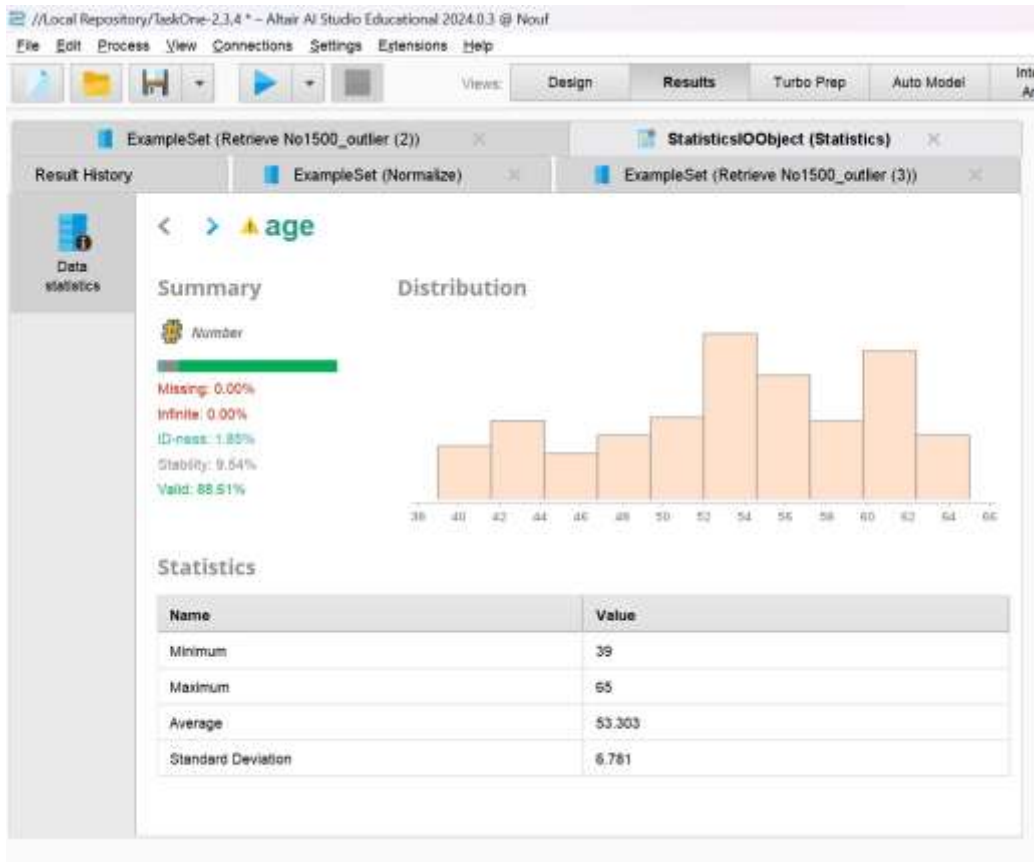 //Local Repository/TaskOne-2,3,4 * – Altair AI Studio Educational 2024.0.3 @ Nouf
File Edit Process View Connections Settings Extensions Help
Views: Design Results Turbo Prep Auto Model
ExampleSet (Retrieve No1500_outlier (2)) StatisticsIOObject (Statistics)
Result History ExampleSet (Normalize) ExampleSet (Retrieve No1500_outlier (3))
age
Data
statistics
Summary Distribution
Number
Missing: 0.00%
Infinite: 0.00%
ID-ness: 1.85%
Stability: 9.54%
Valid: 88.61%
38 40 42 44 46 48 50 52 54 56 58 60 62 64 66
Statistics
Name Value
Minimum 39
Maximum 65
Average 53.303
Standard Deviation 6.781